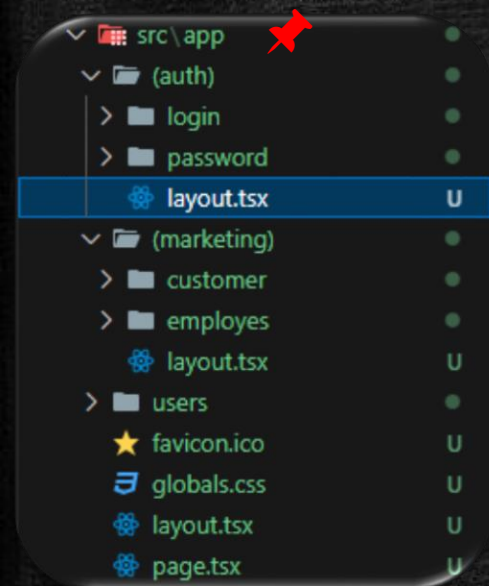 src\app
(auth)
login
password
layout.tsx U
(marketing)
customer
employes
layout.tsx U
users
favicon.ico U
globals.css U
layout.tsx U
page.tsx U